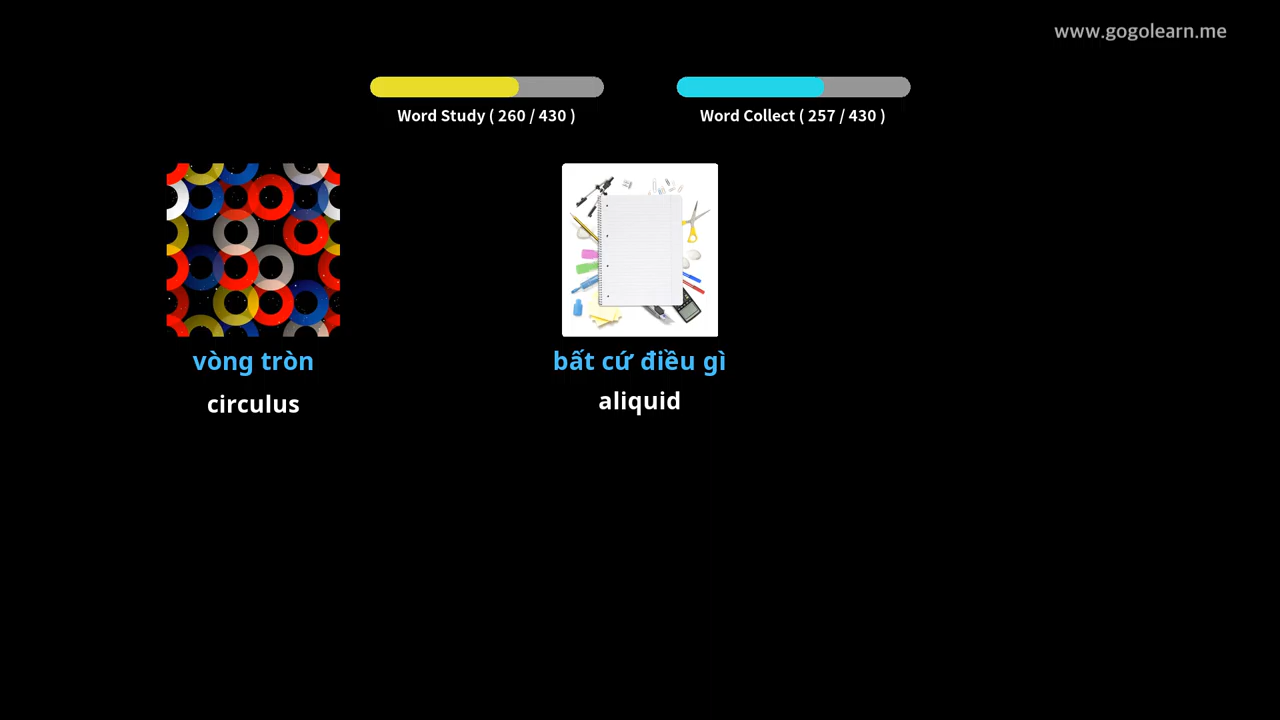 www.gogolearn.me
Word Study ( 260 / 430 )
Word Collect ( 257 / 430 )
vòng tròn
circulus
bất cứ điều gì
aliquid